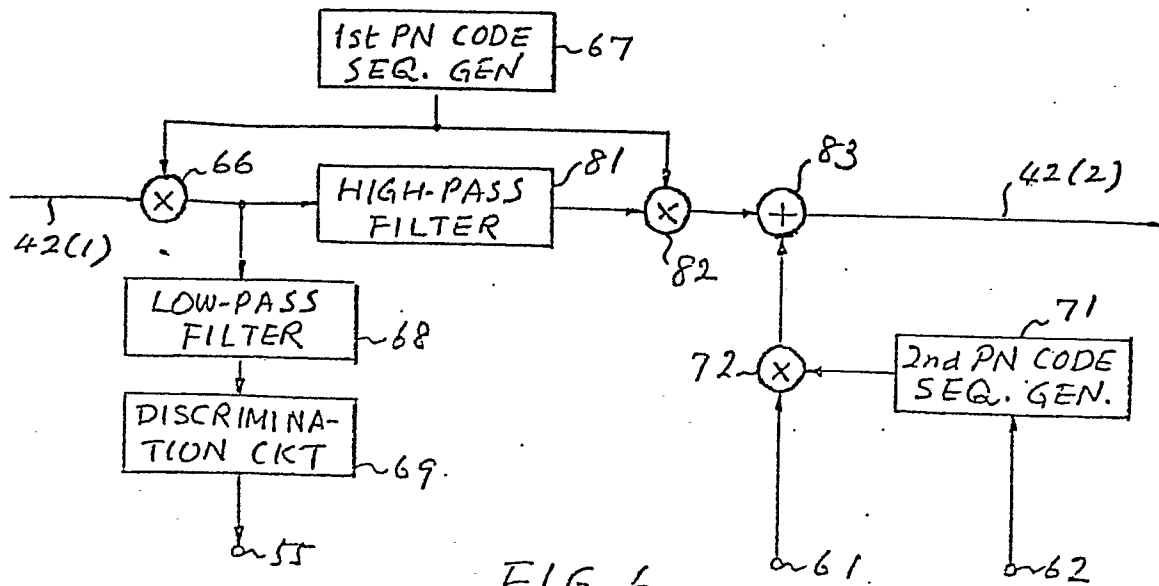 1st PN CODE
SEQ. GEN
67
66
81
83
42(2)
×
HIGH-PASS
FILTER
×
+
42(1)
82
LOW-PASS
FILTER
68
71
72
×
2nd PN CODE
SEQ. GEN.
DISCRIMINA-
TION CKT
69.
55
61
62
FIG.